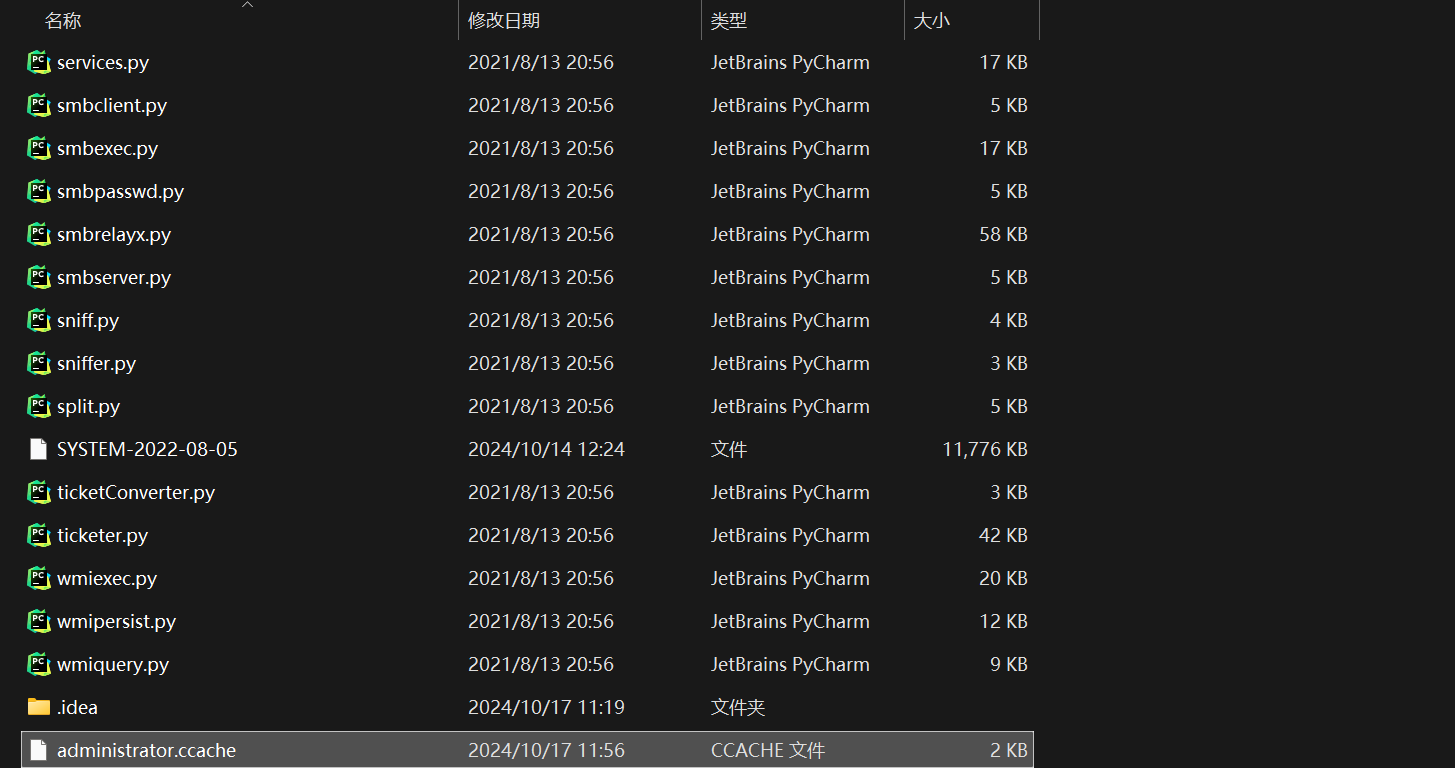 名称 修改日期 类型 大小
services.py 2021/8/13 20:56 JetBrains PyCharm 17 KB
smbclient.py 2021/8/13 20:56 JetBrains PyCharm 5 KB
smbexec.py 2021/8/13 20:56 JetBrains PyCharm 17 KB
smbpasswd.py 2021/8/13 20:56 JetBrains PyCharm 5 KB
smbrelayx.py 2021/8/13 20:56 JetBrains PyCharm 58 KB
smbserver.py 2021/8/13 20:56 JetBrains PyCharm 5 KB
sniff.py 2021/8/13 20:56 JetBrains PyCharm 4 KB
sniffer.py 2021/8/13 20:56 JetBrains PyCharm 3 KB
split.py 2021/8/13 20:56 JetBrains PyCharm 5 KB
SYSTEM-2022-08-05 2024/10/14 12:24 文件 11,776 KB
ticketConverter.py 2021/8/13 20:56 JetBrains PyCharm 3 KB
ticketer.py 2021/8/13 20:56 JetBrains PyCharm 42 KB
wmiexec.py 2021/8/13 20:56 JetBrains PyCharm 20 KB
wmipersist.py 2021/8/13 20:56 JetBrains PyCharm 12 KB
wmiquery.py 2021/8/13 20:56 JetBrains PyCharm 9 KB
.idea 2024/10/17 11:19 文件夹
administrator.ccache 2024/10/17 11:56 CCACHE 文件 2 KB